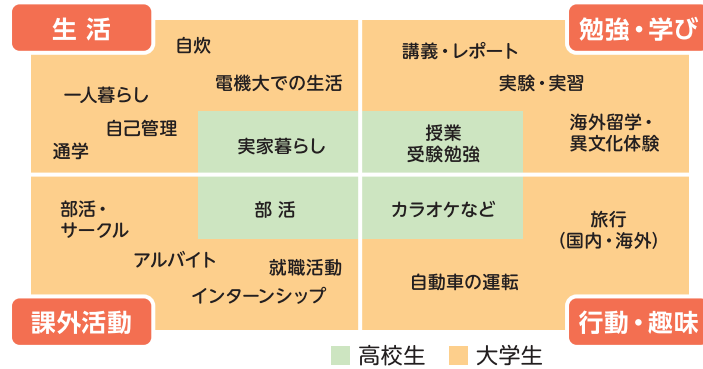 生活
自炊
電機大での生活
一人暮らし
自己管理
通学
実家暮らし
勉強・学び
講義・レポート
実験・実習
海外留学・
異文化体験
授業
受験勉強
部活・
サークル
部活
アルバイト
就職活動
インターンシップ
課外活動
カラオケなど
旅行
(国内・海外)
自動車の運転
行動・趣味
高校生
大学生